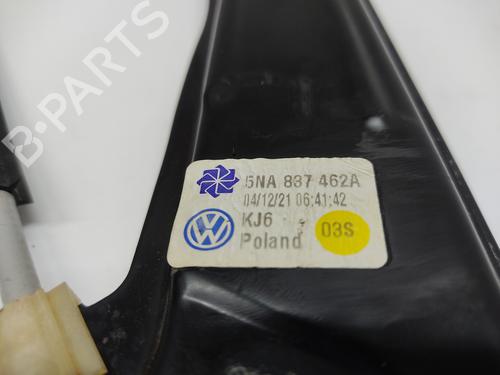 5NA 837 462A
04/12/21 06:41:42
KJ6
03S
Poland
B-PARTS